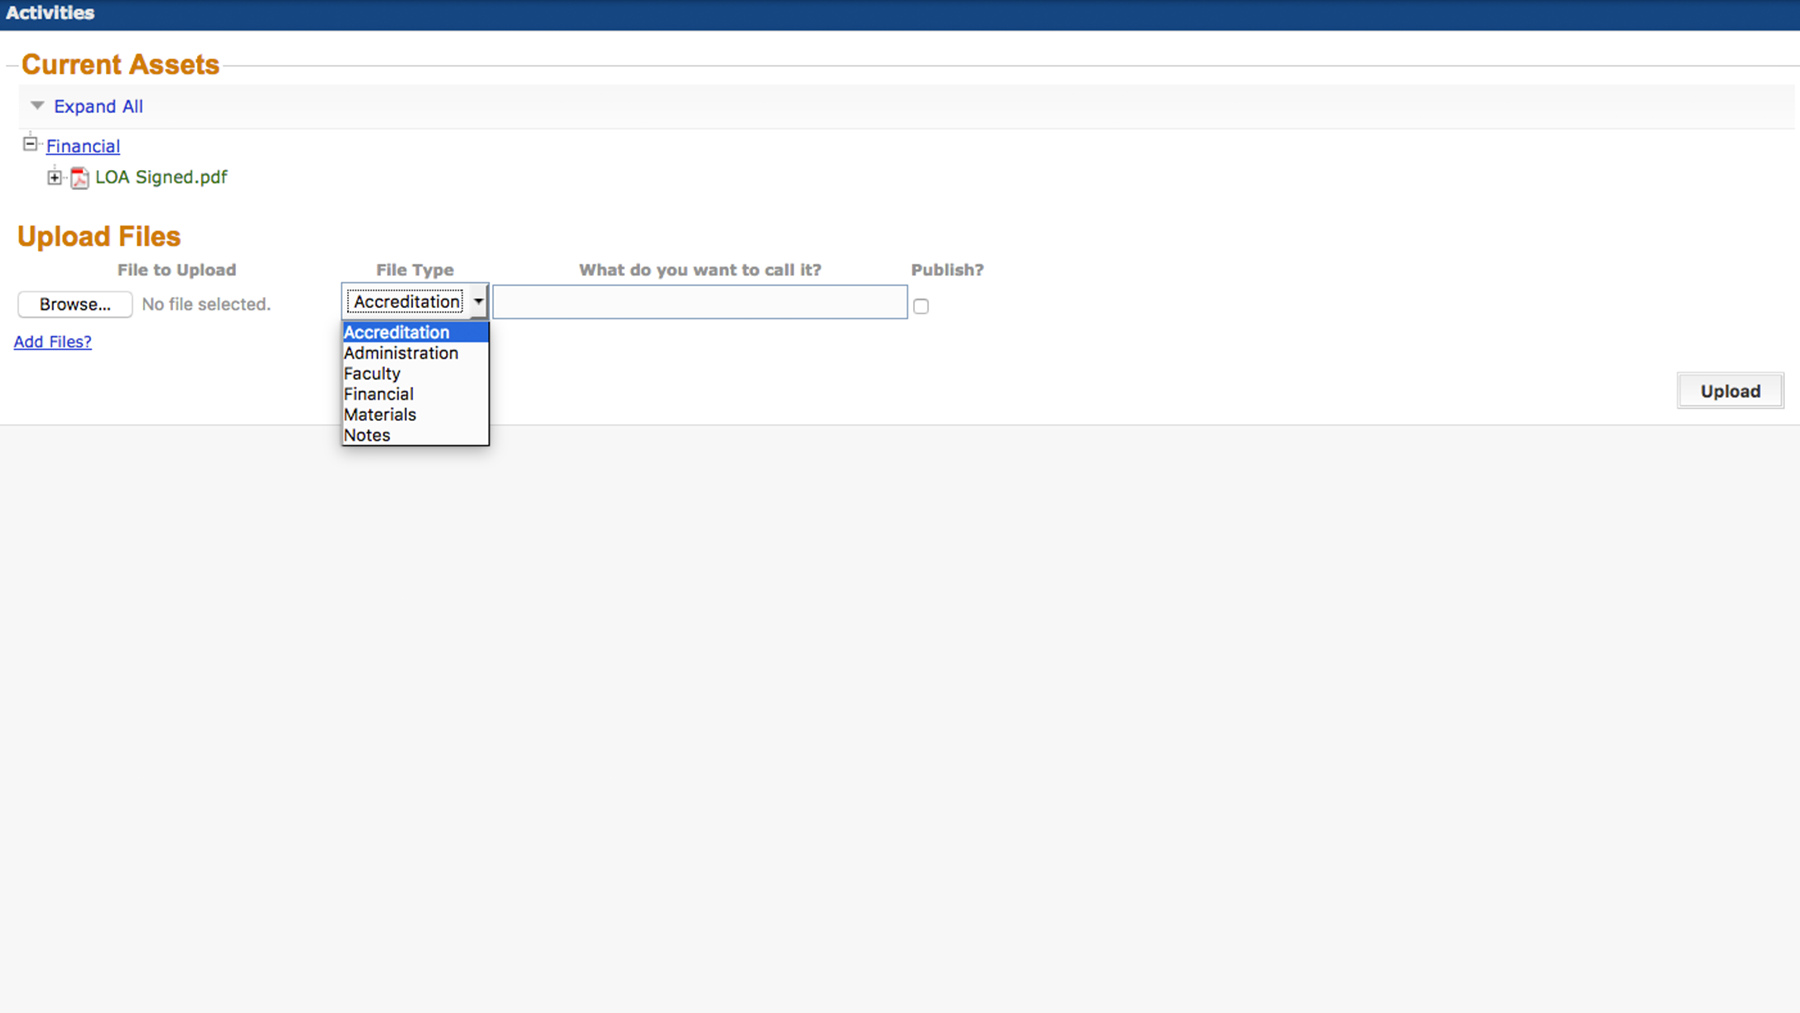 Activities
Current Assets
Expand All
Financial
LOA Signed.pdf
Upload Files
File to Upload File Type What do you want to call it? Publish?
Browse... No file selected. Accreditation
Add Files?
Accreditation
Administration
Faculty
Financial
Materials
Notes
Upload